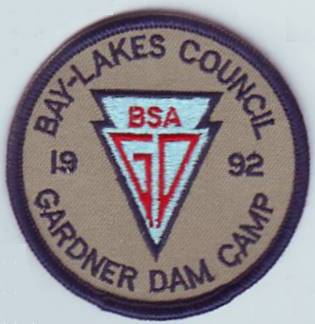 BAY-LAKES COUNCIL
BSA
GD
19 92
GARDNER DAM CAMP